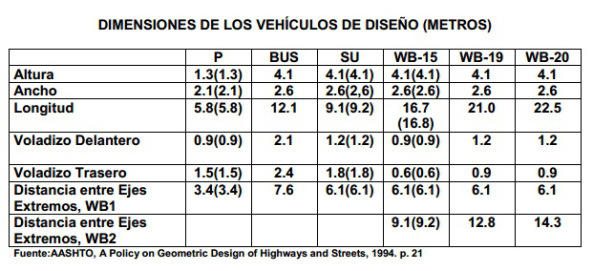 DIMENSIONES DE LOS VEHÍCULOS DE DISEÑO (METROS)
P BUS SU WB-15 WB-19 WB-20
Altura 1.3(1.3) 4.1 4.1(4.1) 4.1(4.1) 4.1 4.1
Ancho 2.1(2.1) 2.6 2.6(2,6) 2.6(2.6) 2.6 2.6
Longitud 5.8(5.8) 12.1 9.1(9.2) 16.7 21.0 22.5
(16.8)
Voladizo Delantero 0.9(0.9) 2.1 1.2(1.2) 0.9(0.9) 1.2 1.2
Voladizo Trasero 1.5(1.5) 2.4 1.8(1.8) 0.6(0.6) 0.9 0.9
Distancia entre Ejes 3.4(3.4) 7.6 6.1(6.1) 6.1(6.1) 6.1 6.1
Extremos, WB1
Distancia entre Ejes 9.1(9.2) 12.8 14.3
Extremos, WB2
Fuente:AASHTO, A Policy on Geometric Design of Highways and Streets, 1994. p. 21